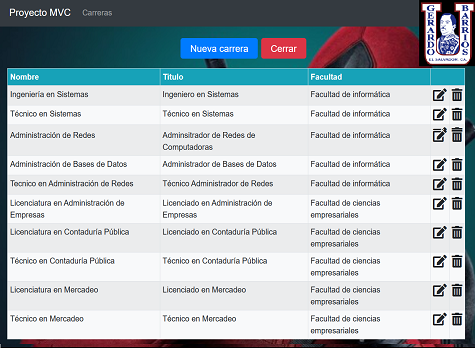 Proyecto MVC Carreras
GERARDO BARRIOS
EL SALVADOR, C.A.
Nueva carrera Cerrar
Nombre Titulo Facultad
Ingeniería en Sistemas Ingeniero en Sistemas Facultad de informática
Técnico en Sistemas Técnico en Sistemas Facultad de informática
Administración de Redes Adminsitrador de Redes de Facultad de informática
Computadoras
Administración de Bases de Datos Administrador de Bases de Datos Facultad de informática
Tecnico en Administración de Redes Técnico Administrador de Redes Facultad de informática
Licenciatura en Administración de Licenciado en Administración de Facultad de ciencias
Empresas Empresas empresariales
Licenciatura en Contaduría Pública Licenciado en Contaduría Pública Facultad de ciencias
empresariales
Técnico en Contaduría Pública Técnico en Contaduría Pública Facultad de ciencias
empresariales
Licenciatura en Mercadeo Licenciado en Mercadeo Facultad de ciencias
empresariales
Técnico en Mercadeo Técnico en Mercadeo Facultad de ciencias
empresariales